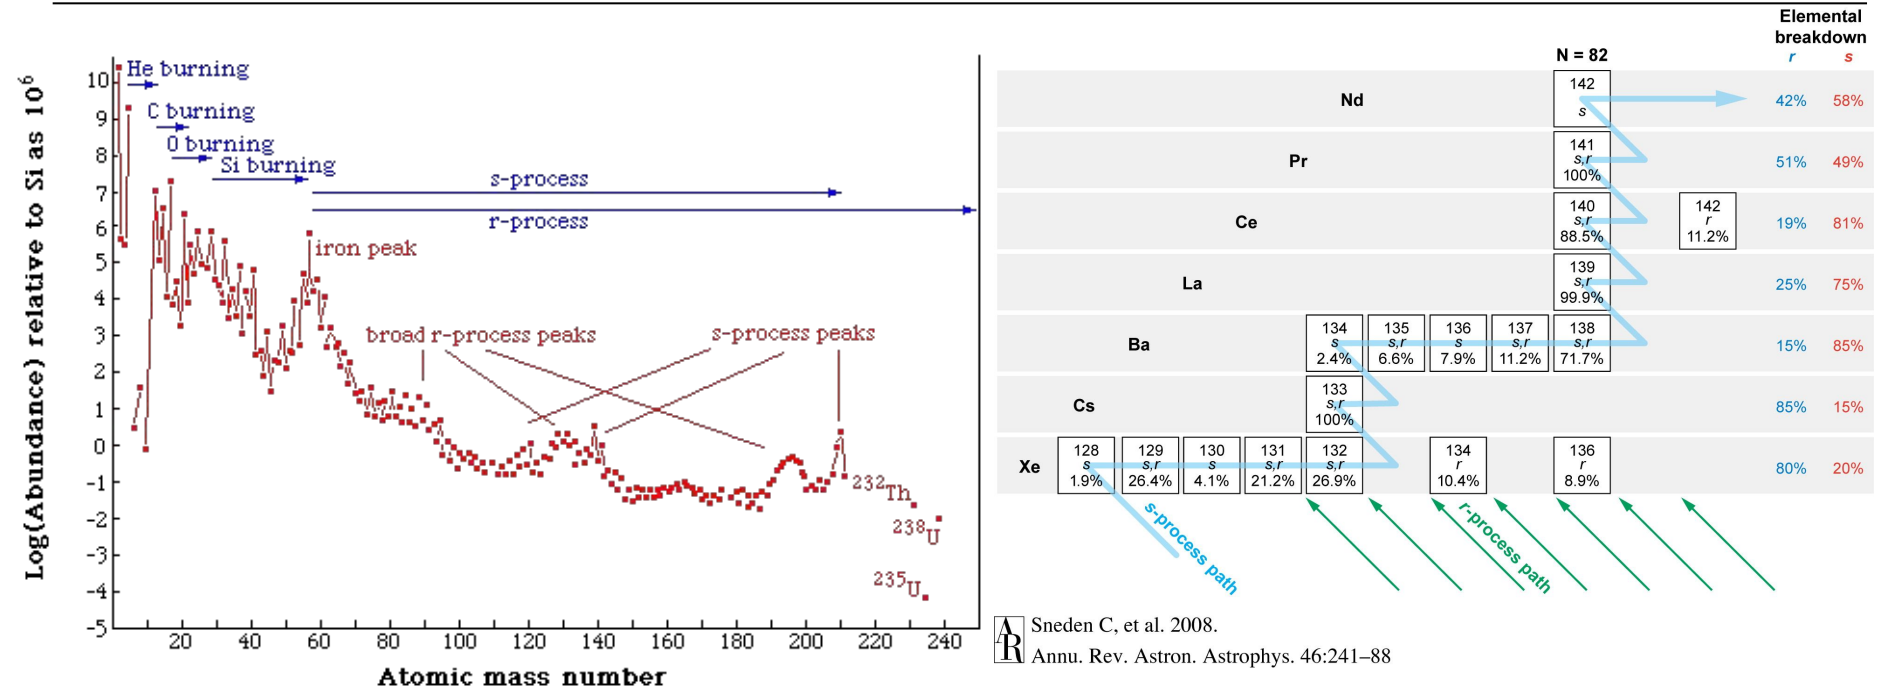 Log(Abundance) relative to Si as 10⁶
10
9
8
7
6
5
4
3
2
1
0
-1
-2
-3
-4
-5
He burning
C burning
O burning
Si burning
s-process
r-process
iron peak
broad r-process peaks
s-process peaks
²³²Th
²³⁸U
²³⁵U
20 40 60 80 100 120 140 160 180 200 220 240
Atomic mass number
Elemental
breakdown
N = 82 r s
Nd 142 s 42% 58%
Pr 141 s,r 100% 51% 49%
Ce 140 s,r 88.5% 142 r 11.2% 19% 81%
La 139 s,r 99.9% 25% 75%
Ba 134 s 2.4% 135 s,r 6.6% 136 s 7.9% 137 s,r 11.2% 138 s,r 71.7% 15% 85%
Cs 133 s,r 100% 85% 15%
Xe 128 s 1.9% 129 s,r 26.4% 130 s 4.1% 131 s,r 21.2% 132 s,r 26.9% 134 r 10.4% 136 r 8.9% 80% 20%
s-process path
r-process path
AR
Sneden C, et al. 2008.
Annu. Rev. Astron. Astrophys. 46:241–88